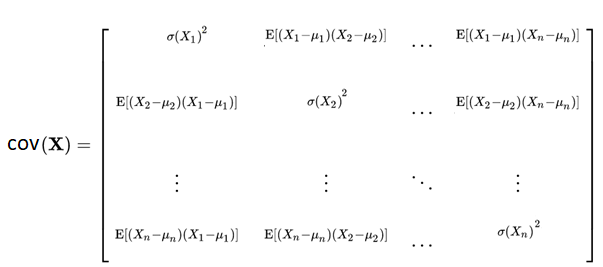 σ(X₁)² E[(X₁−μ₁)(X₂−μ₂)] … E[(X₁−μ₁)(Xₙ−μₙ)]
E[(X₂−μ₂)(X₁−μ₁)] σ(X₂)² … E[(X₂−μ₂)(Xₙ−μₙ)]
cov(X) =
⋮ ⋮ ⋱ ⋮
E[(Xₙ−μₙ)(X₁−μ₁)] E[(Xₙ−μₙ)(X₂−μ₂)] … σ(Xₙ)²